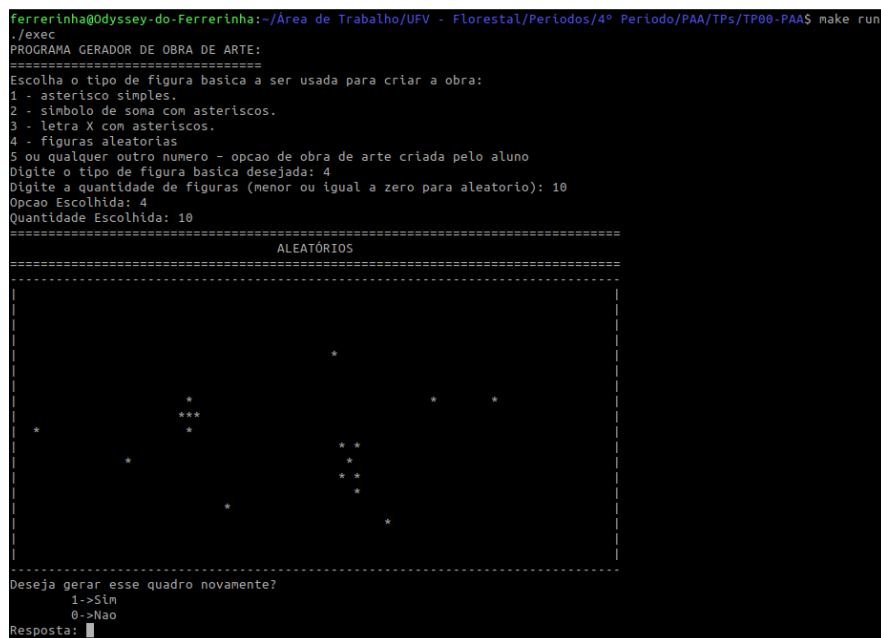 ferrerinha@Odyssey-do-Ferrerinha:~/Área de Trabalho/UFV - Florestal/Periodos/4º Periodo/PAA/TPs/TP00-PAA$ make run
./exec
PROGRAMA GERADOR DE OBRA DE ARTE:
=================================
Escolha o tipo de figura basica a ser usada para criar a obra:
1 - asterisco simples.
2 - simbolo de soma com asteriscos.
3 - letra X com asteriscos.
4 - figuras aleatorias
5 ou qualquer outro numero – opcao de obra de arte criada pelo aluno
Digite o tipo de figura basica desejada: 4
Digite a quantidade de figuras (menor ou igual a zero para aleatorio): 10
Opcao Escolhida: 4
Quantidade Escolhida: 10
================================================================================
                                   ALEATÓRIOS
================================================================================
--------------------------------------------------------------------------------
|                                                                              |
|                                                                              |
|                                                                              |
|                                                                              |
|                                         *                                    |
|                                                                              |
|                                                                              |
|                      *                               *       *               |
|                     ***                                                      |
|  *                   *                                                       |
|                                          * *                                 |
|              *                            *                                  |
|                                          * *                                 |
|                                            *                                 |
|                           *                                                  |
|                                                *                             |
|                                                                              |
|                                                                              |
--------------------------------------------------------------------------------
Deseja gerar esse quadro novamente?
        1->Sim
        0->Nao
Resposta: